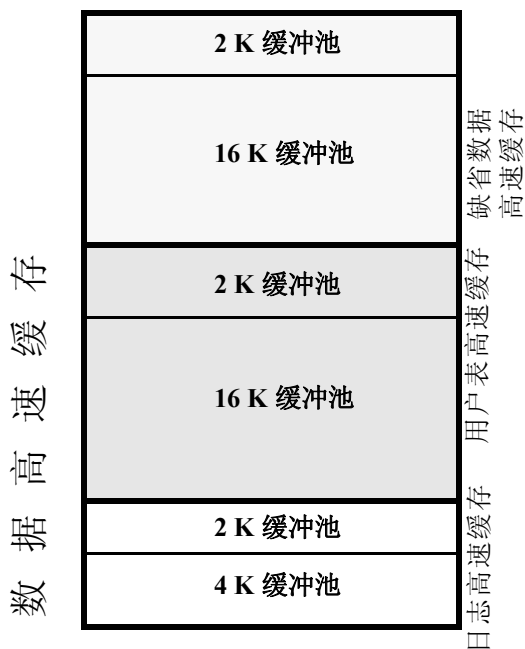 2 K 缓冲池
16 K 缓冲池
缺省数据
高速缓存
2 K 缓冲池
16 K 缓冲池
用户表高速缓存
2 K 缓冲池
4 K 缓冲池
日志高速缓存
数据高速缓存